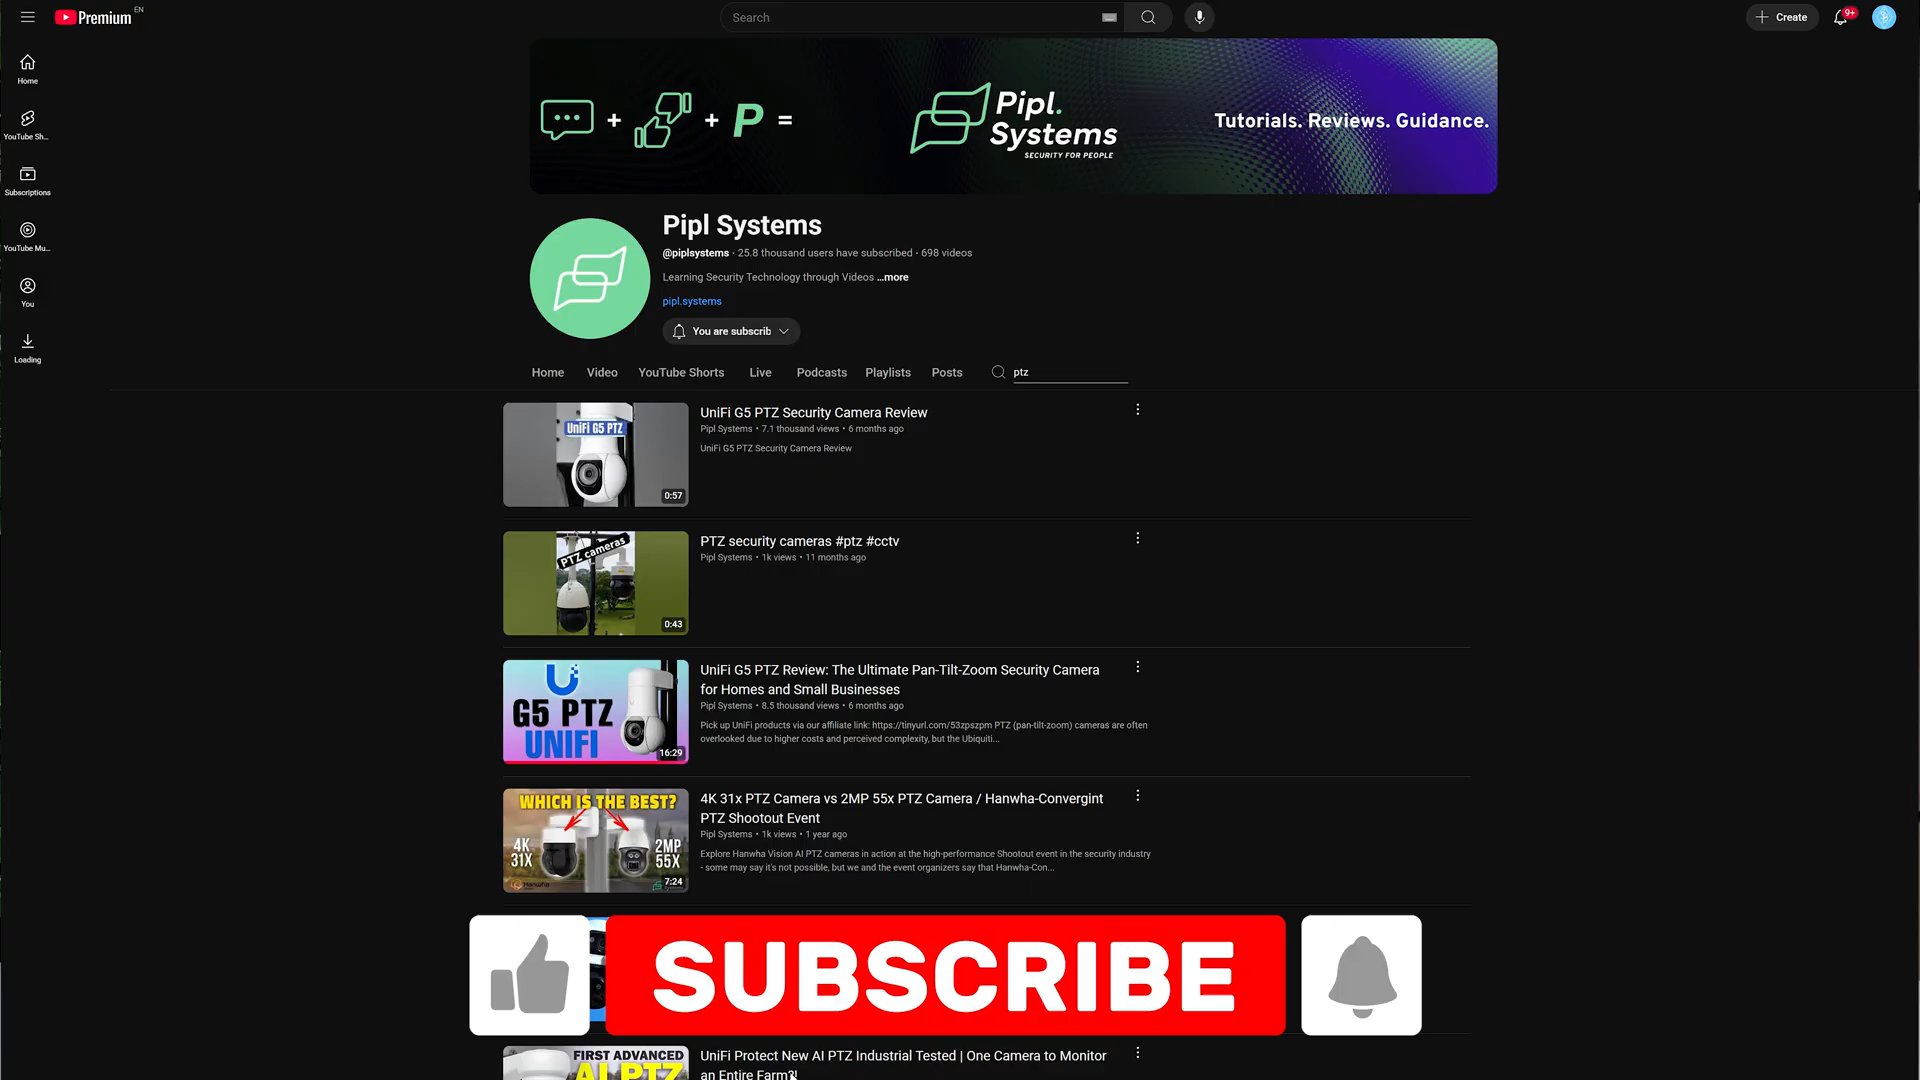 Premium EN
Search
Create
9+
Home
YouTube Sh...
Subscriptions
YouTube Mu...
You
Loading
+ + P =
Pipl.
Systems
SECURITY FOR PEOPLE
Tutorials. Reviews. Guidance.
Pipl Systems
@piplsystems · 25.8 thousand users have subscribed · 698 videos
Learning Security Technology through Videos ...more
pipl.systems
You are subscrib
Home Video YouTube Shorts Live Podcasts Playlists Posts ptz
UniFi G5 PTZ
0:57
UniFi G5 PTZ Security Camera Review
Pipl Systems • 7.1 thousand views • 6 months ago
UniFi G5 PTZ Security Camera Review
PTZ cameras
0:43
PTZ security cameras #ptz #cctv
Pipl Systems • 1k views • 11 months ago
G5 PTZ
UNIFI
16:29
UniFi G5 PTZ Review: The Ultimate Pan-Tilt-Zoom Security Camera
for Homes and Small Businesses
Pipl Systems • 8.5 thousand views • 6 months ago
Pick up UniFi products via our affiliate link: https://tinyurl.com/53zpszpm PTZ (pan-tilt-zoom) cameras are often
overlooked due to higher costs and perceived complexity, but the Ubiquiti...
WHICH IS THE BEST?
4K
31X
2MP
55X
Hanwha
7:24
4K 31x PTZ Camera vs 2MP 55x PTZ Camera / Hanwha-Convergint
PTZ Shootout Event
Pipl Systems • 1k views • 1 year ago
Explore Hanwha Vision AI PTZ cameras in action at the high-performance Shootout event in the security industry
- some may say it's not possible, but we and the event organizers say that Hanwha-Con...
SUBSCRIBE
FIRST ADVANCED
AI PTZ
UniFi Protect New AI PTZ Industrial Tested | One Camera to Monitor
an Entire Farm?!